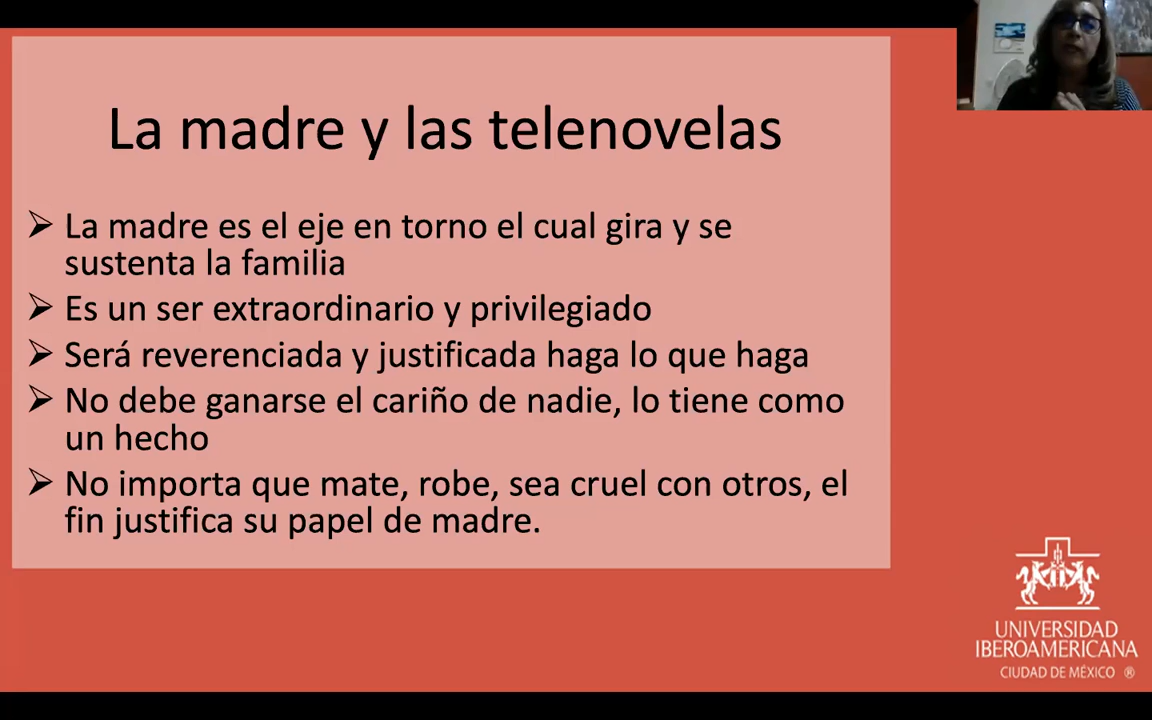 La madre y las telenovelas
➢ La madre es el eje en torno el cual gira y se
sustenta la familia
➢ Es un ser extraordinario y privilegiado
➢ Será reverenciada y justificada haga lo que haga
➢ No debe ganarse el cariño de nadie, lo tiene como
un hecho
➢ No importa que mate, robe, sea cruel con otros, el
fin justifica su papel de madre.
UNIVERSIDAD
IBEROAMERICANA
CIUDAD DE MÉXICO ®